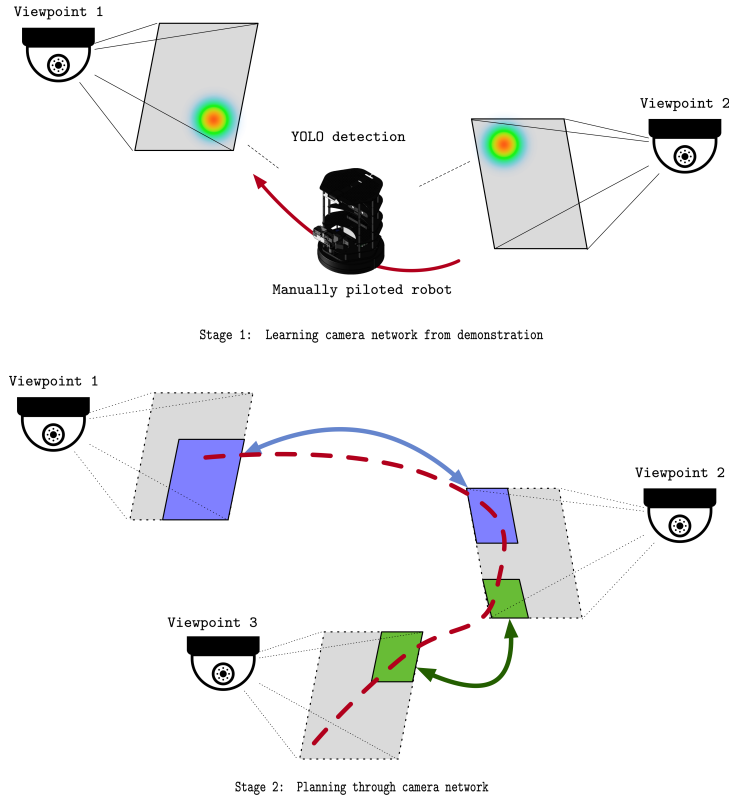 Viewpoint 1
Viewpoint 2
YOLO detection
Manually piloted robot
Stage 1: Learning camera network from demonstration
Viewpoint 1
Viewpoint 2
Viewpoint 3
Stage 2: Planning through camera network